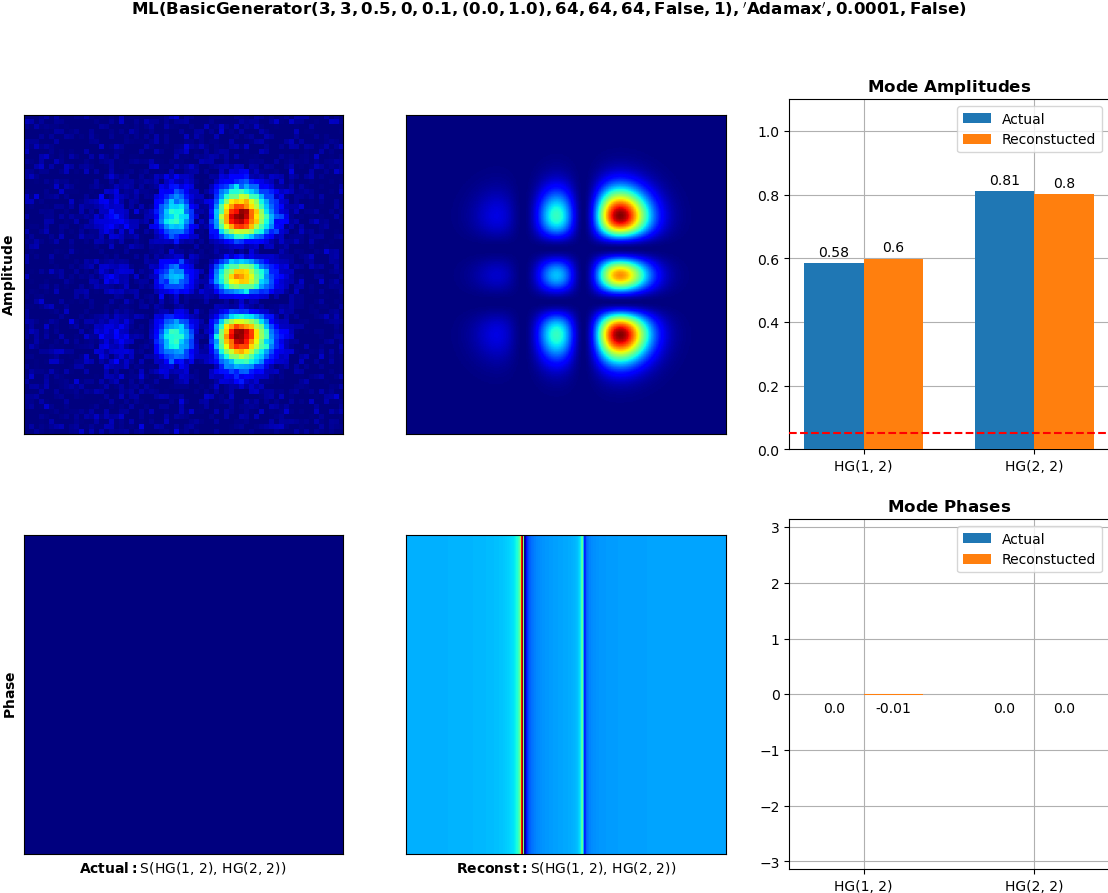 ML(BasicGenerator(3, 3, 0.5, 0, 0.1, (0.0, 1.0), 64, 64, 64, False, 1), ′Adamax′, 0.0001, False)
Amplitude
Mode Amplitudes
Actual
Reconstucted
1.0
0.8
0.6
0.4
0.2
0.0
0.58
0.6
0.81
0.8
HG(1, 2)
HG(2, 2)
Phase
Actual: S(HG(1, 2), HG(2, 2))
Reconst: S(HG(1, 2), HG(2, 2))
Mode Phases
Actual
Reconstucted
3
2
1
0
−1
−2
−3
0.0
-0.01
0.0
0.0
HG(1, 2)
HG(2, 2)